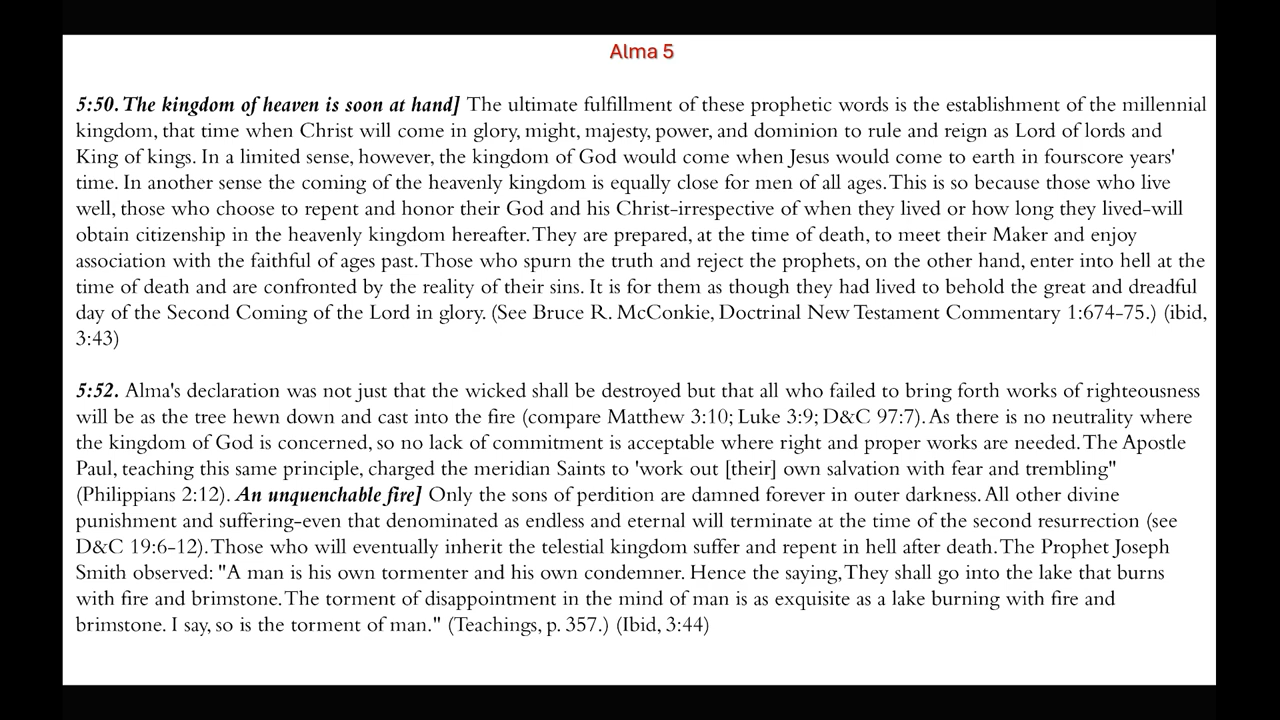 Alma 5
5:50. The kingdom of heaven is soon at hand] The ultimate fulfillment of these prophetic words is the establishment of the millennial
kingdom, that time when Christ will come in glory, might, majesty, power, and dominion to rule and reign as Lord of lords and
King of kings. In a limited sense, however, the kingdom of God would come when Jesus would come to earth in fourscore years'
time. In another sense the coming of the heavenly kingdom is equally close for men of all ages. This is so because those who live
well, those who choose to repent and honor their God and his Christ-irrespective of when they lived or how long they lived-will
obtain citizenship in the heavenly kingdom hereafter. They are prepared, at the time of death, to meet their Maker and enjoy
association with the faithful of ages past. Those who spurn the truth and reject the prophets, on the other hand, enter into hell at the
time of death and are confronted by the reality of their sins. It is for them as though they had lived to behold the great and dreadful
day of the Second Coming of the Lord in glory. (See Bruce R. McConkie, Doctrinal New Testament Commentary 1:674-75.) (ibid,
3:43)
5:52. Alma's declaration was not just that the wicked shall be destroyed but that all who failed to bring forth works of righteousness
will be as the tree hewn down and cast into the fire (compare Matthew 3:10; Luke 3:9; D&C 97:7). As there is no neutrality where
the kingdom of God is concerned, so no lack of commitment is acceptable where right and proper works are needed. The Apostle
Paul, teaching this same principle, charged the meridian Saints to 'work out [their] own salvation with fear and trembling"
(Philippians 2:12). An unquenchable fire] Only the sons of perdition are damned forever in outer darkness. All other divine
punishment and suffering-even that denominated as endless and eternal will terminate at the time of the second resurrection (see
D&C 19:6-12). Those who will eventually inherit the telestial kingdom suffer and repent in hell after death. The Prophet Joseph
Smith observed: "A man is his own tormenter and his own condemner. Hence the saying, They shall go into the lake that burns
with fire and brimstone. The torment of disappointment in the mind of man is as exquisite as a lake burning with fire and
brimstone. I say, so is the torment of man." (Teachings, p. 357.) (Ibid, 3:44)